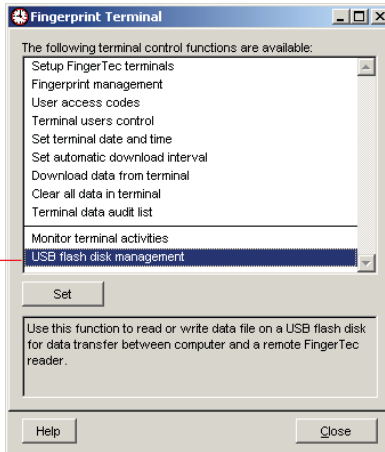 Fingerprint Terminal
The following terminal control functions are available:
Setup FingerTec terminals
Fingerprint management
User access codes
Terminal users control
Set terminal date and time
Set automatic download interval
Download data from terminal
Clear all data in terminal
Terminal data audit list
Monitor terminal activities
USB flash disk management
Set
Use this function to read or write data file on a USB flash disk
for data transfer between computer and a remote FingerTec
reader.
Help
Close